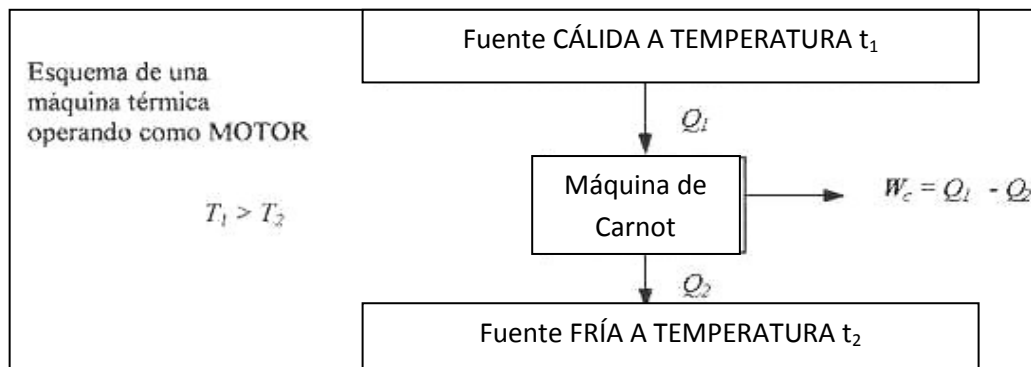 Fuente CÁLIDA A TEMPERATURA t₁
Esquema de una
máquina térmica
operando como MOTOR
Q₁
Máquina de
Carnot
W꜀ = Q₁ - Q₂
T₁ > T₂
Q₂
Fuente FRÍA A TEMPERATURA t₂